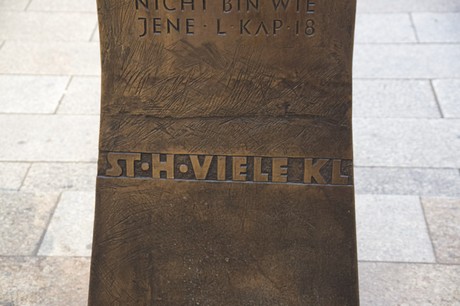 NICHT BIN WIE
JENE · L · KAP · 18
ST · H · VIELE KL